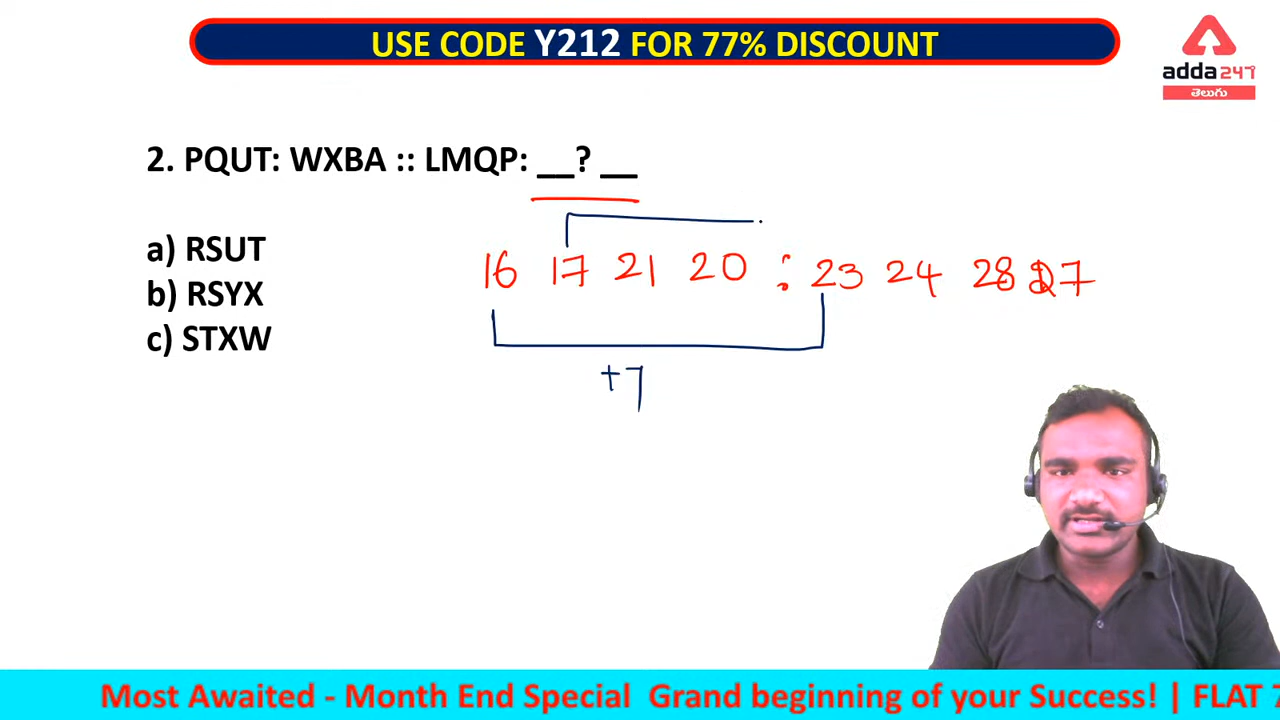 USE CODE Y212 FOR 77% DISCOUNT
adda247
తెలుగు
2. PQUT: WXBA :: LMQP: __? __
a) RSUT
b) RSYX
c) STXW
16 17 21 20 : 23 24 28 27
+7
Most Awaited - Month End Special Grand beginning of your Success! | FLAT